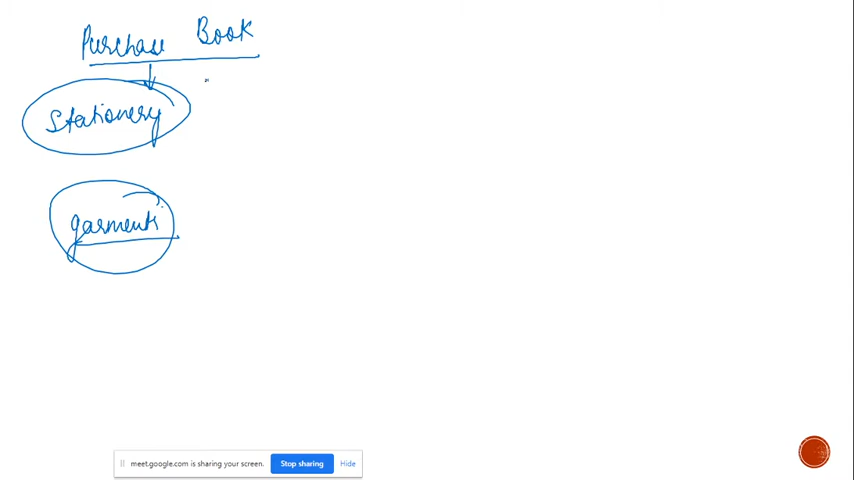 Purchase Book
Stationery
garments
meet.google.com is sharing your screen. Stop sharing Hide